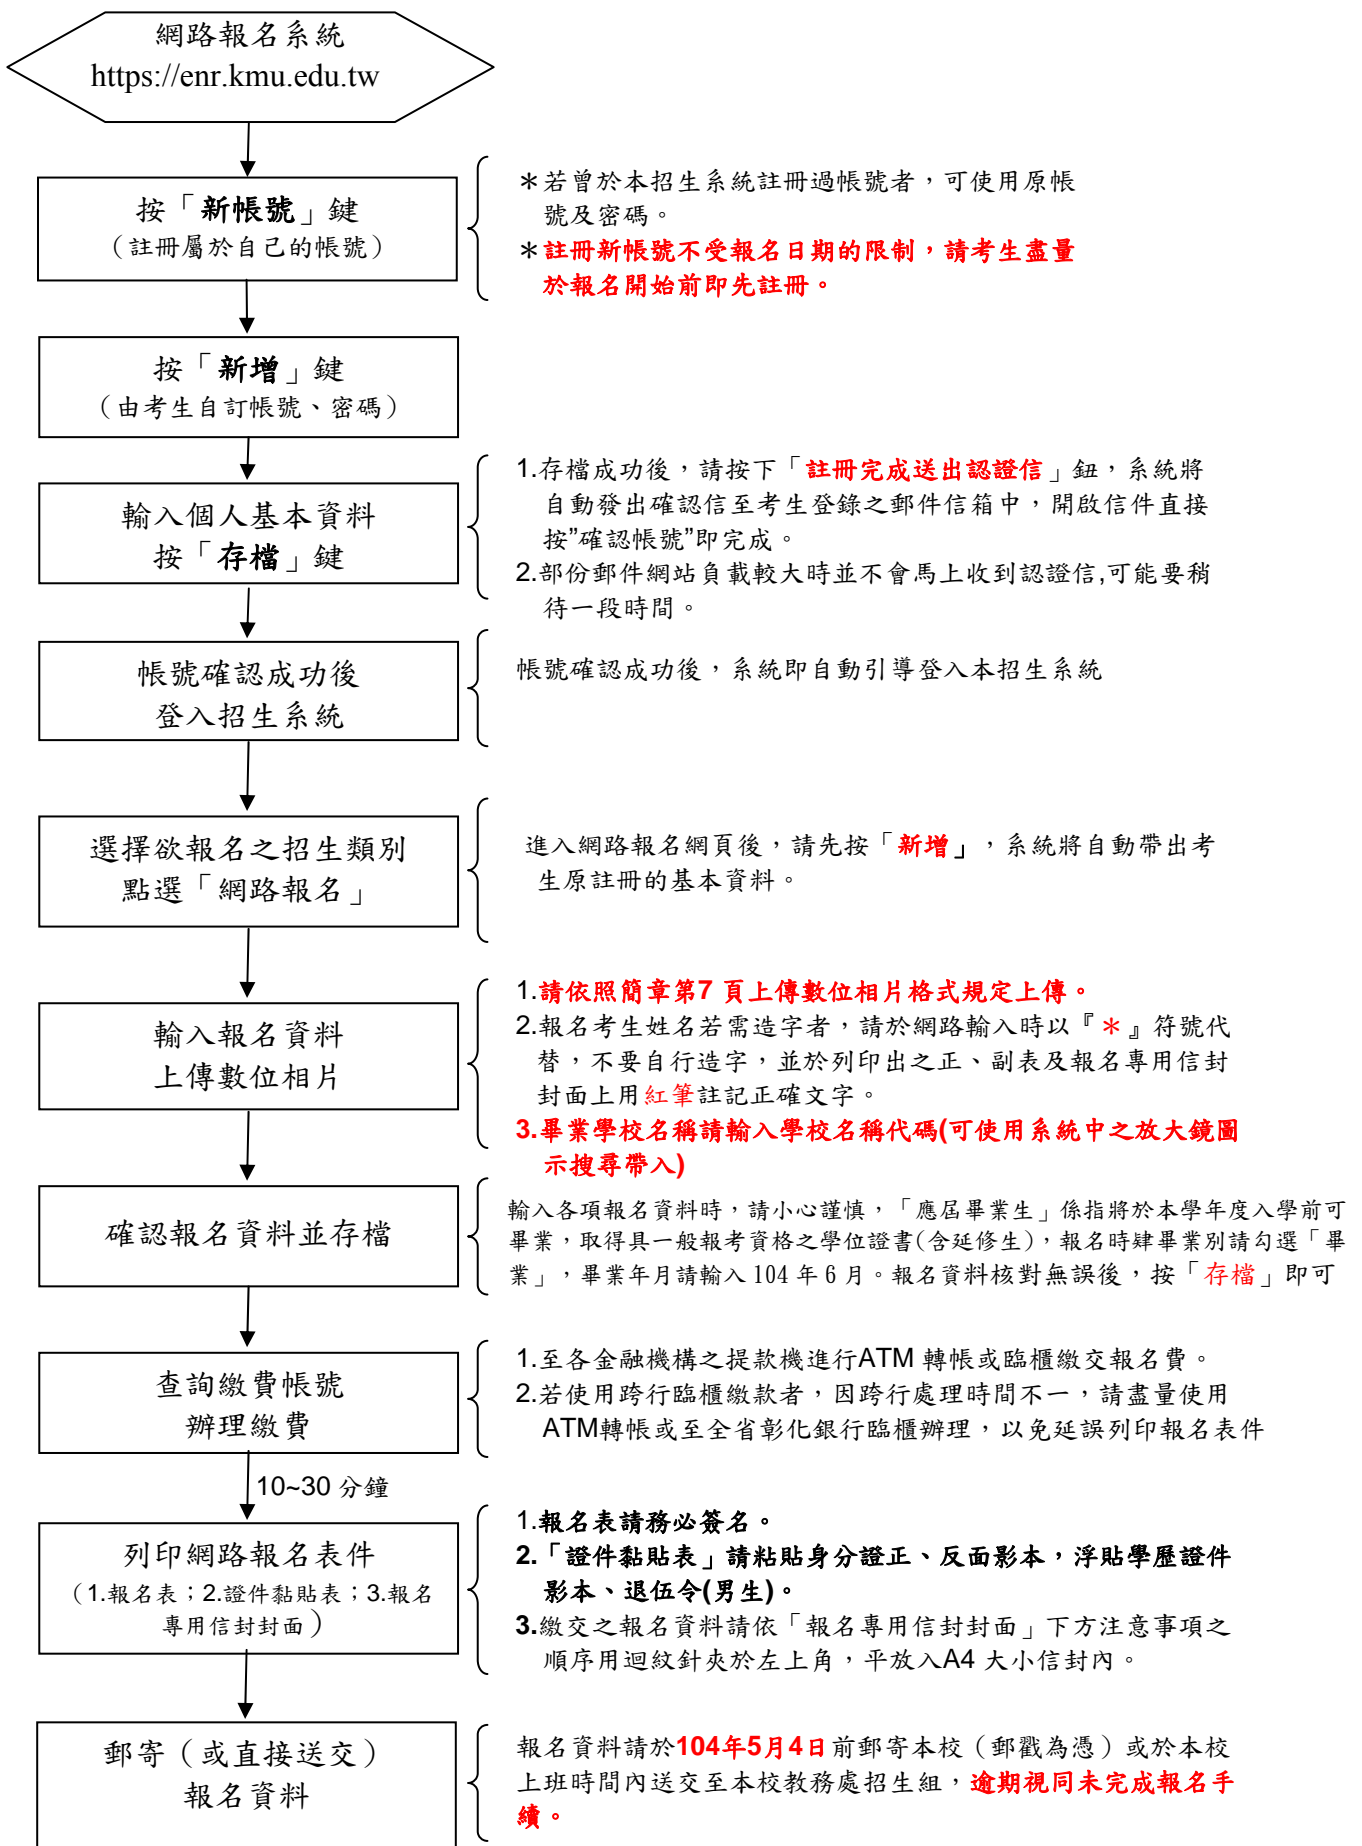 網路報名系統
https://enr.kmu.edu.tw
按「新帳號」鍵
（註冊屬於自己的帳號）
＊若曾於本招生系統註冊過帳號者，可使用原帳
號及密碼。
＊註冊新帳號不受報名日期的限制，請考生盡量
於報名開始前即先註冊。
按「新增」鍵
（由考生自訂帳號、密碼）
輸入個人基本資料
按「存檔」鍵
1.存檔成功後，請按下「註冊完成送出認證信」鈕，系統將
自動發出確認信至考生登錄之郵件信箱中，開啟信件直接
按”確認帳號”即完成。
2.部份郵件網站負載較大時並不會馬上收到認證信,可能要稍
待一段時間。
帳號確認成功後
登入招生系統
帳號確認成功後，系統即自動引導登入本招生系統
選擇欲報名之招生類別
點選「網路報名」
進入網路報名網頁後，請先按「新增」，系統將自動帶出考
生原註冊的基本資料。
輸入報名資料
上傳數位相片
1.請依照簡章第7 頁上傳數位相片格式規定上傳。
2.報名考生姓名若需造字者，請於網路輸入時以『＊』符號代
替，不要自行造字，並於列印出之正、副表及報名專用信封
封面上用紅筆註記正確文字。
3.畢業學校名稱請輸入學校名稱代碼(可使用系統中之放大鏡圖
示搜尋帶入)
確認報名資料並存檔
輸入各項報名資料時，請小心謹慎，「應屆畢業生」係指將於本學年度入學前可
畢業，取得具一般報考資格之學位證書(含延修生)，報名時肄畢業別請勾選「畢
業」，畢業年月請輸入 104 年 6 月。報名資料核對無誤後，按「存檔」即可
查詢繳費帳號
辦理繳費
1.至各金融機構之提款機進行ATM 轉帳或臨櫃繳交報名費。
2.若使用跨行臨櫃繳款者，因跨行處理時間不一，請盡量使用
ATM轉帳或至全省彰化銀行臨櫃辦理，以免延誤列印報名表件
10~30 分鐘
列印網路報名表件
（1.報名表；2.證件黏貼表；3.報名
專用信封封面）
1.報名表請務必簽名。
2.「證件黏貼表」請粘貼身分證正、反面影本，浮貼學歷證件
影本、退伍令(男生)。
3.繳交之報名資料請依「報名專用信封封面」下方注意事項之
順序用迴紋針夾於左上角，平放入A4 大小信封內。
郵寄（或直接送交）
報名資料
報名資料請於104年5月4日前郵寄本校（郵戳為憑）或於本校
上班時間內送交至本校教務處招生組，逾期視同未完成報名手
續。